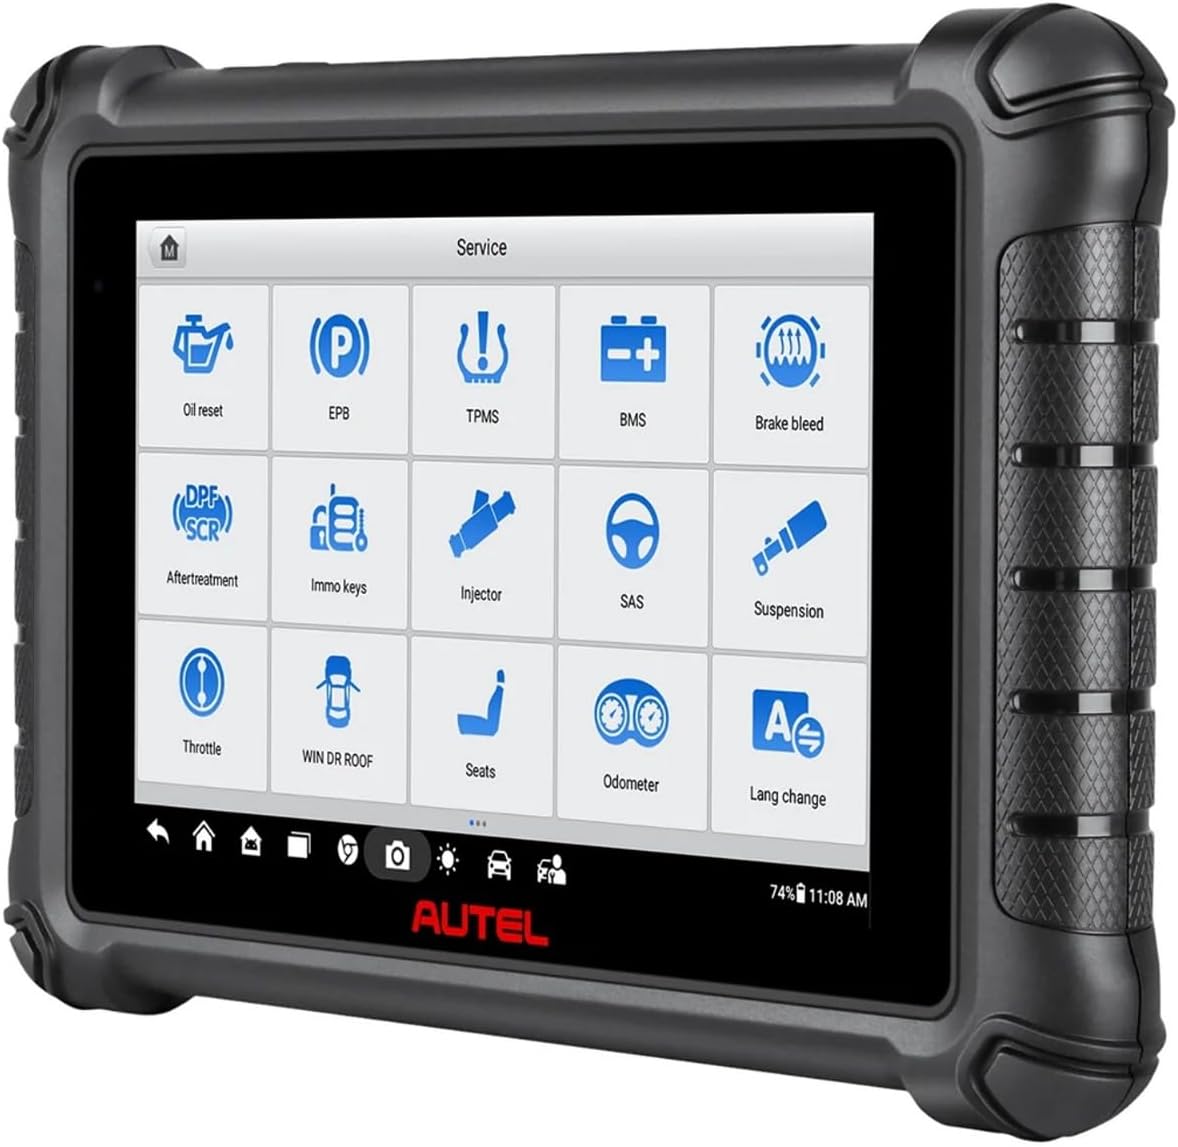 M
Service
Oil reset
EPB
TPMS
BMS
Brake bleed
Aftertreatment
Immo keys
Injector
SAS
Suspension
Throttle
WIN DR ROOF
Seats
Odometer
Lang change
P
DPF
SCR
A
74% 11:08 AM
AUTEL